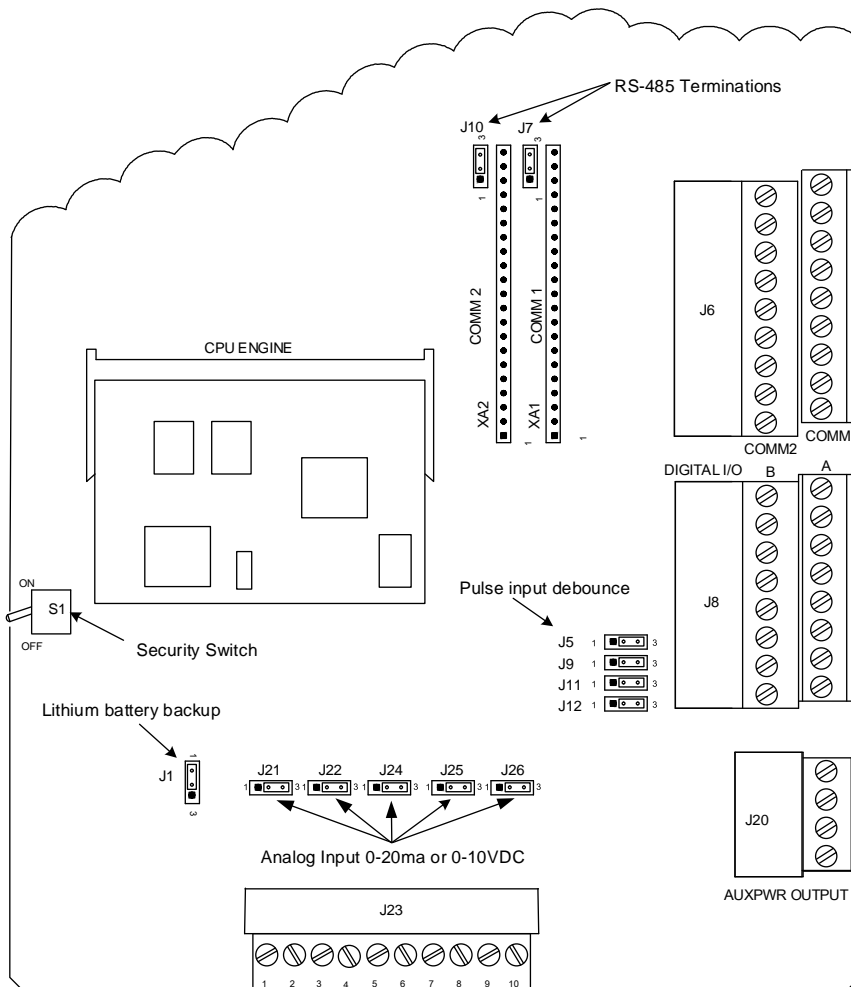 RS-485 Terminations
J10
J7
3
3
1
1
COMM 2
COMM 1
XA2
XA1
1
1
J6
COMM2
COMM
CPU ENGINE
DIGITAL I/O
B
A
J8
ON
S1
OFF
Security Switch
Pulse input debounce
J5 1 3
J9 1 3
J11 1 3
J12 1 3
Lithium battery backup
J1
1
3
J21 J22 J24 J25 J26
1 3 1 3 1 3 1 3 1 3
Analog Input 0-20ma or 0-10VDC
J20
AUXPWR OUTPUT
J23
1 2 3 4 5 6 7 8 9 10